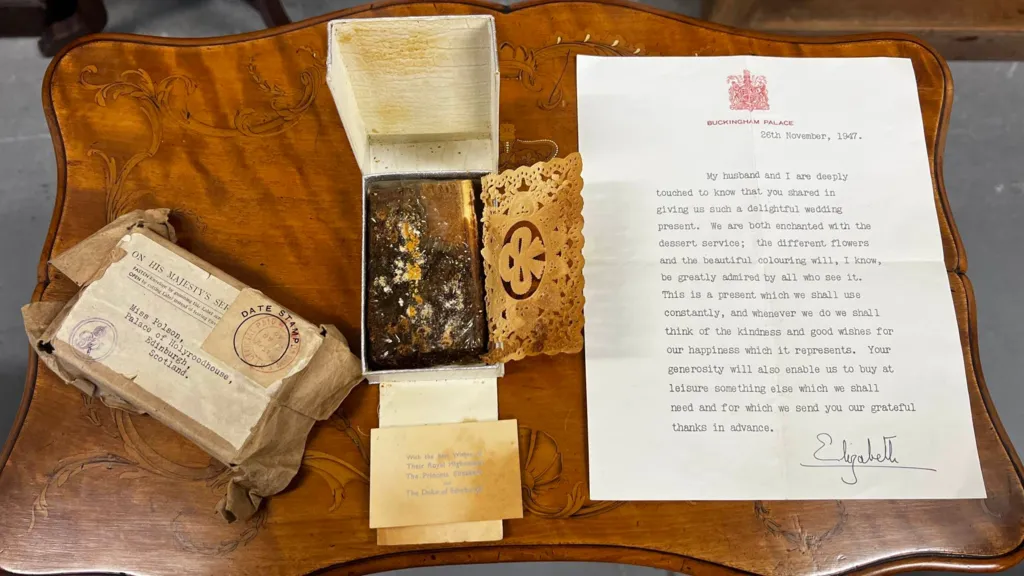 ON HIS MAJESTY'S
DATE STAMP
Miss Polson,
Palace of Holyroodhouse,
Edinburgh,
Scotland.
With the best wishes
Their Royal
The Princess
and
The Duke of Edinburgh
BUCKINGHAM PALACE
26th November, 1947.
My husband and I are deeply
touched to know that you shared in
giving us such a delightful wedding
present. We are both enchanted with the
dessert service; the different flowers
and the beautiful colouring will, I know,
be greatly admired by all who see it.
This is a present which we shall use
constantly, and whenever we do we shall
think of the kindness and good wishes for
our happiness which it represents. Your
generosity will also enable us to buy at
leisure something else which we shall
need and for which we send you our grateful
thanks in advance.
Elizabeth